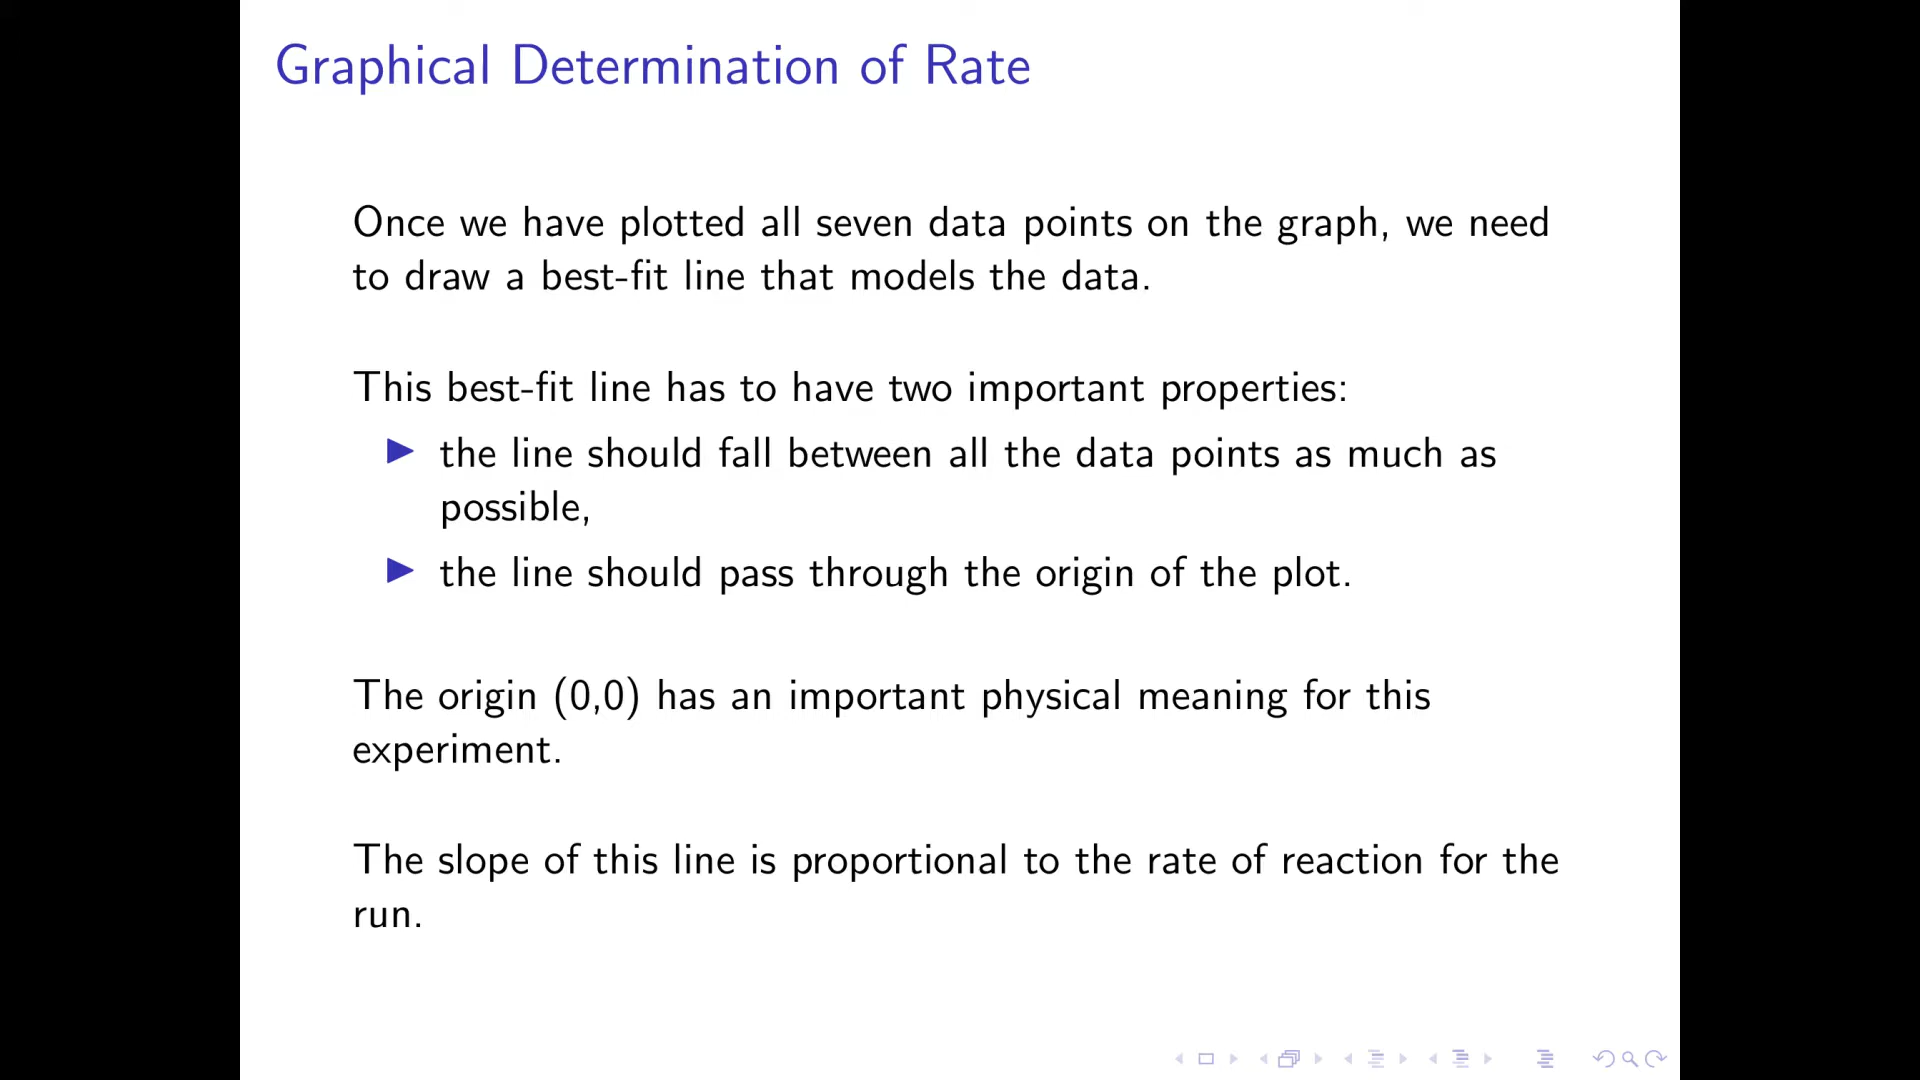 Graphical Determination of Rate
Once we have plotted all seven data points on the graph, we need
to draw a best-fit line that models the data.
This best-fit line has to have two important properties:
the line should fall between all the data points as much as
possible,
the line should pass through the origin of the plot.
The origin (0,0) has an important physical meaning for this
experiment.
The slope of this line is proportional to the rate of reaction for the
run.